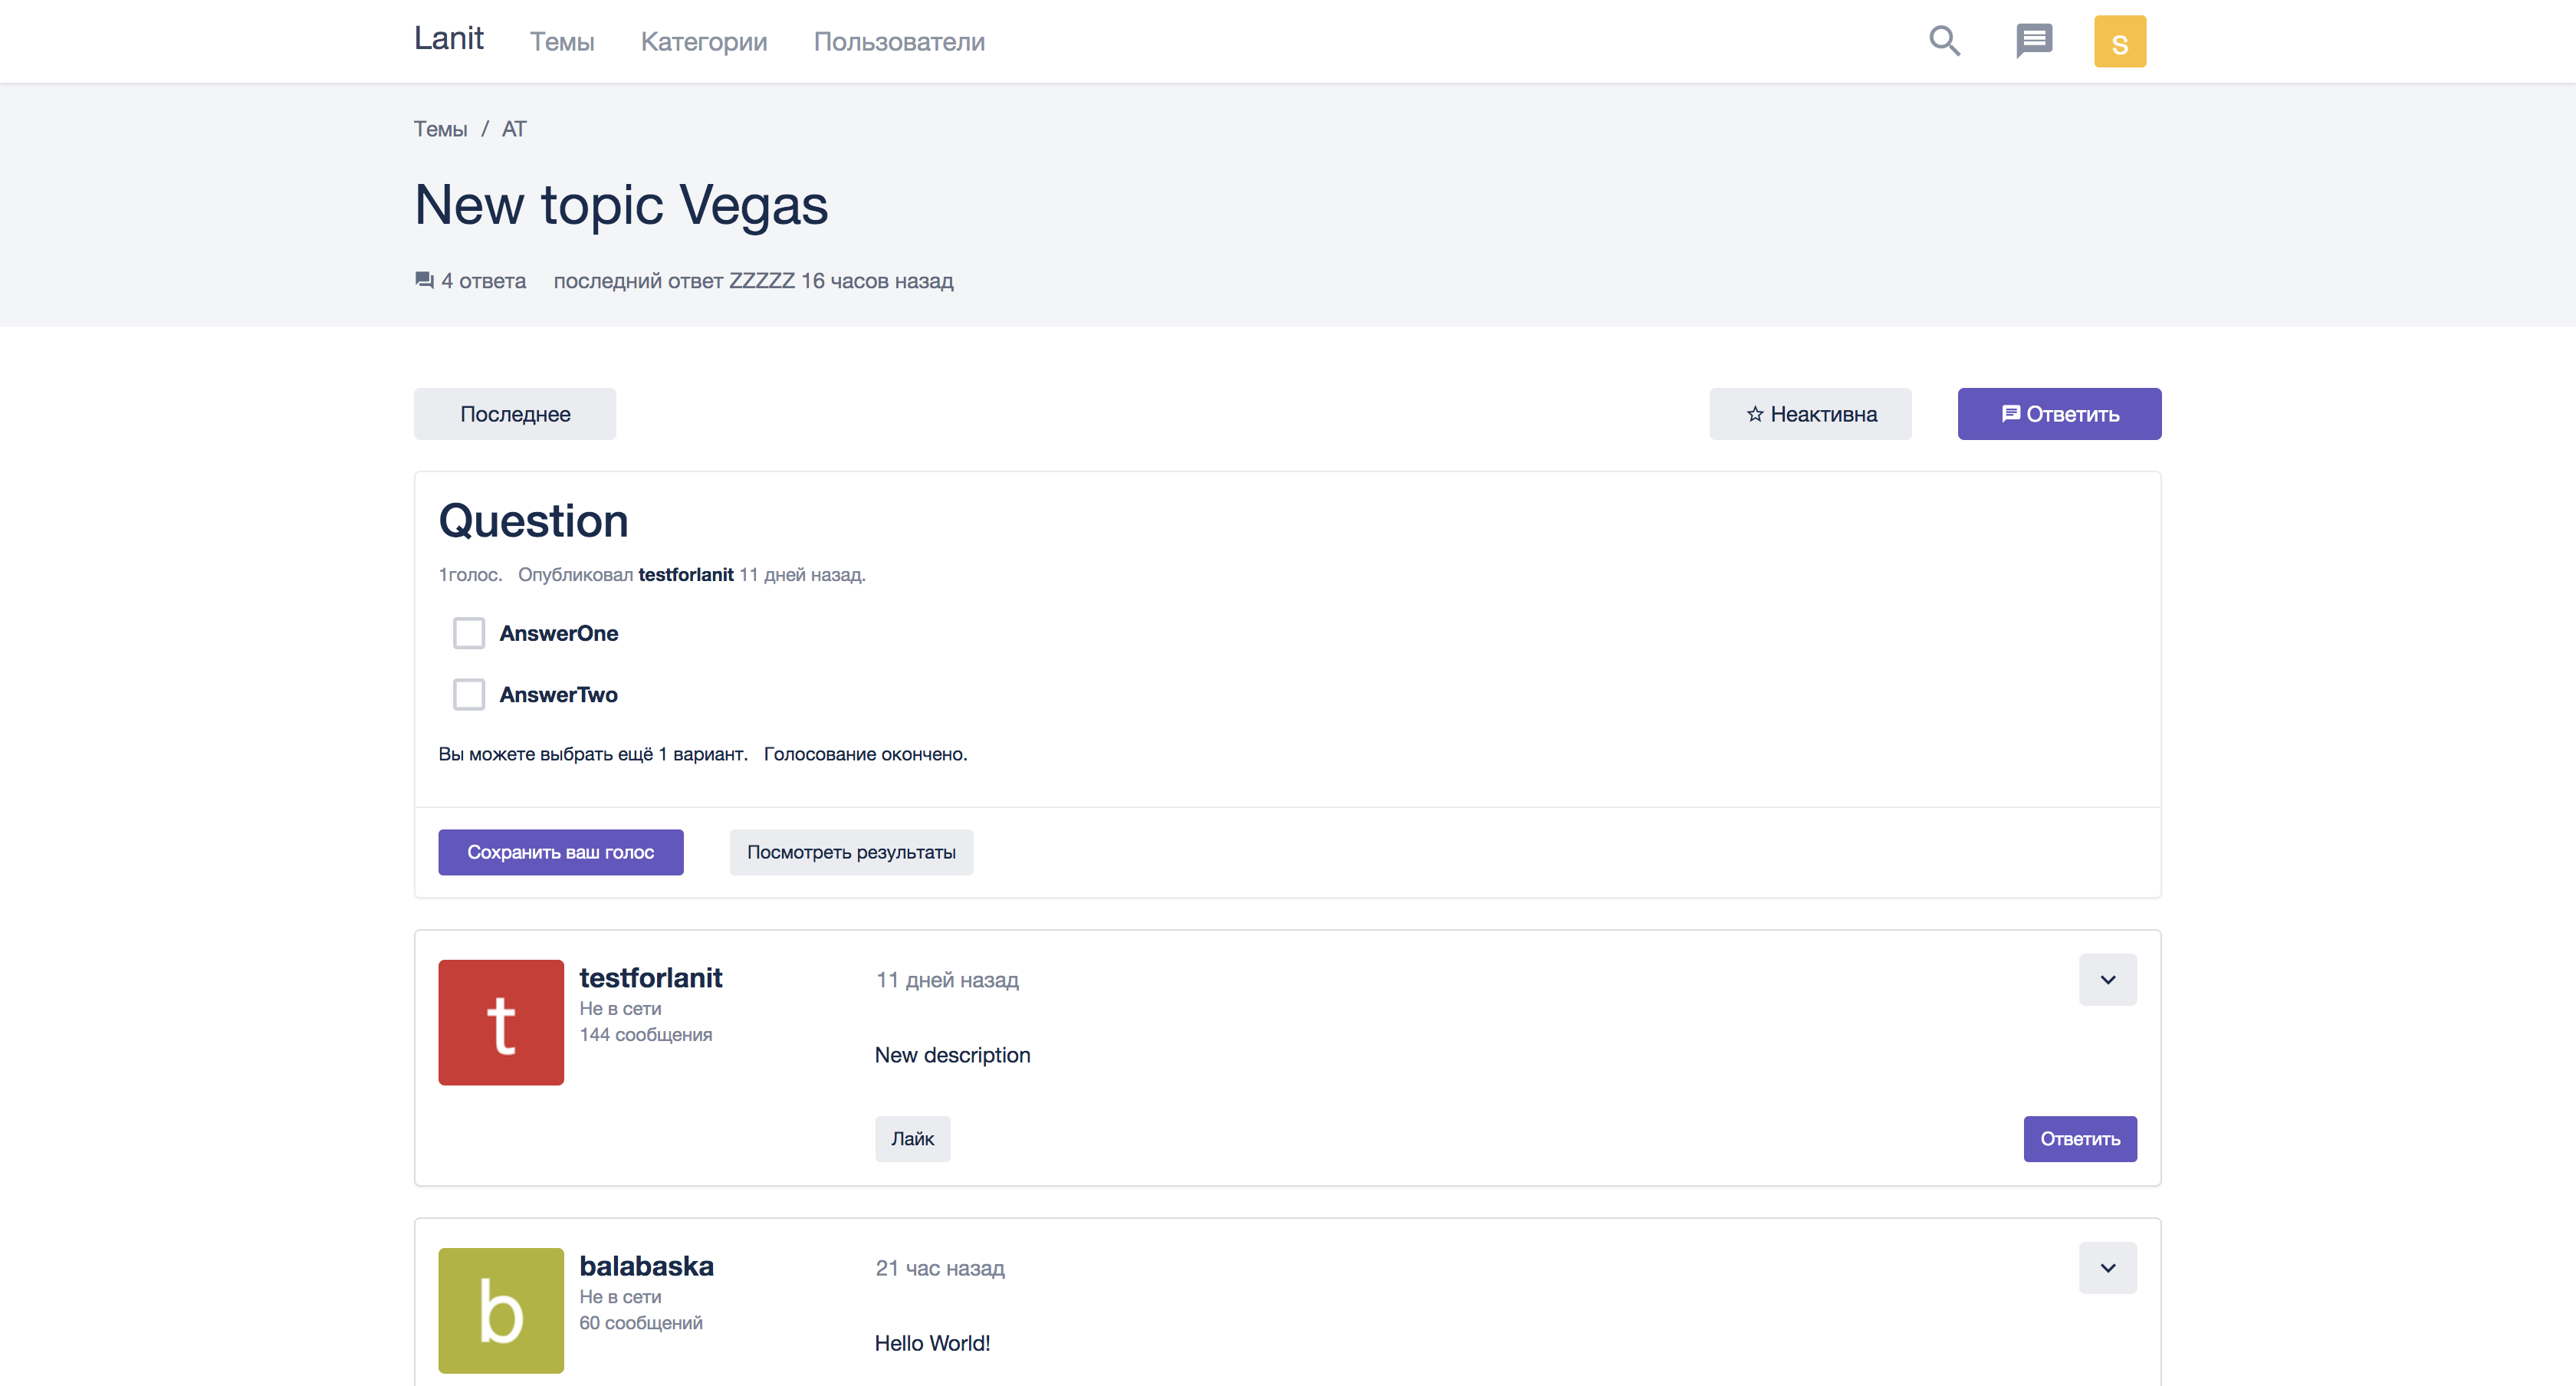 Lanit Темы Категории Пользователи S
Темы / AT
New topic Vegas
4 ответа последний ответ ZZZZZ 16 часов назад
Последнее Неактивна Ответить
Question
1голос. Опубликовал testforlanit 11 дней назад.
AnswerOne
AnswerTwo
Вы можете выбрать ещё 1 вариант. Голосование окончено.
Сохранить ваш голос Посмотреть результаты
t
testforlanit 11 дней назад
Не в сети
144 сообщения
New description
Лайк Ответить
b
balabaska 21 час назад
Не в сети
60 сообщений
Hello World!